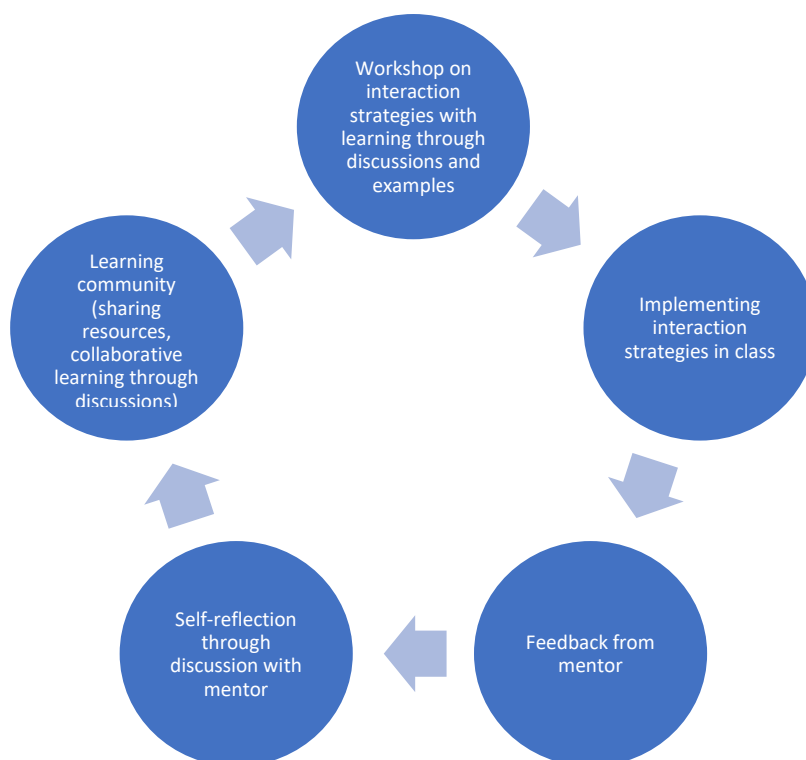 Workshop on
interaction
strategies with
learning through
discussions and
examples
Implementing
interaction
strategies in class
Feedback from
mentor
Self-reflection
through
discussion with
mentor
Learning
community
(sharing
resources,
collaborative
learning through
discussions)